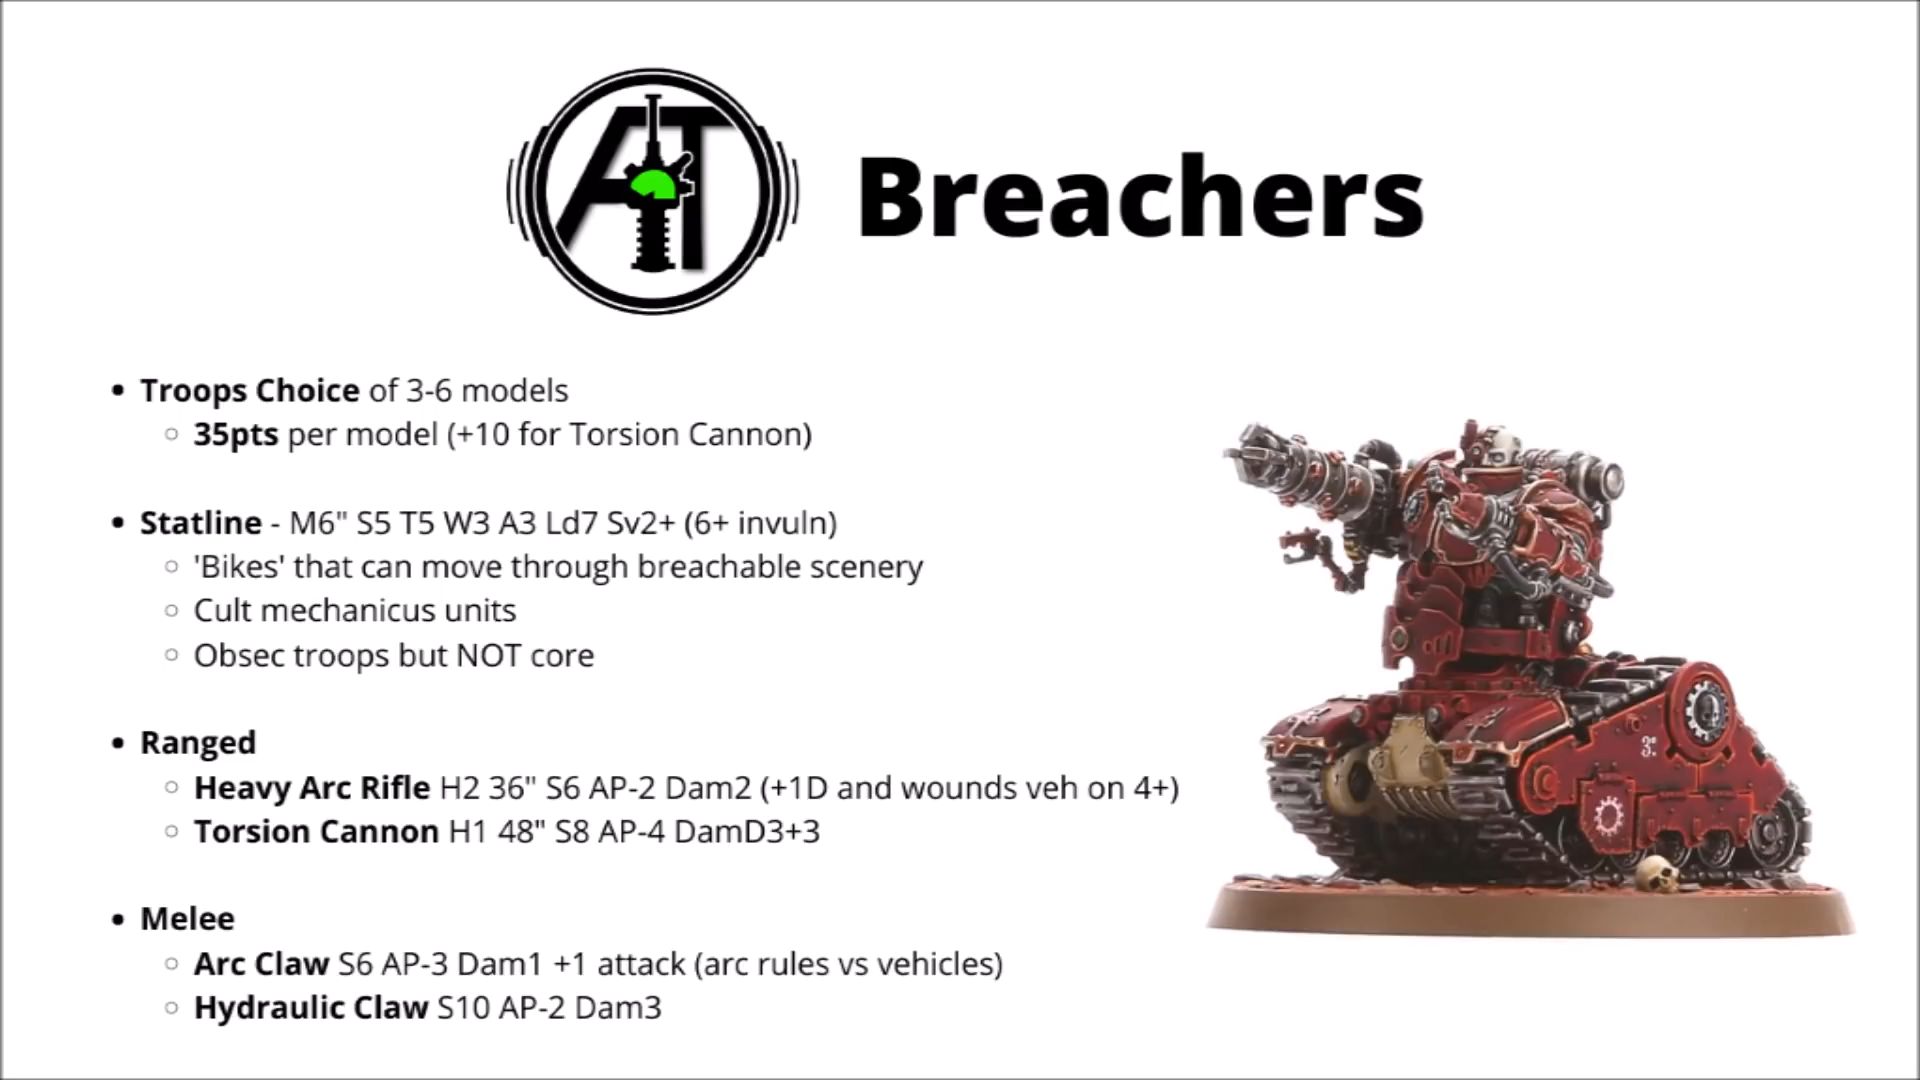 AT
Breachers
• Troops Choice of 3-6 models
○ 35pts per model (+10 for Torsion Cannon)
• Statline - M6" S5 T5 W3 A3 Ld7 Sv2+ (6+ invuln)
○ 'Bikes' that can move through breachable scenery
○ Cult mechanicus units
○ Obsec troops but NOT core
• Ranged
○ Heavy Arc Rifle H2 36" S6 AP-2 Dam2 (+1D and wounds veh on 4+)
○ Torsion Cannon H1 48" S8 AP-4 DamD3+3
• Melee
○ Arc Claw S6 AP-3 Dam1 +1 attack (arc rules vs vehicles)
○ Hydraulic Claw S10 AP-2 Dam3